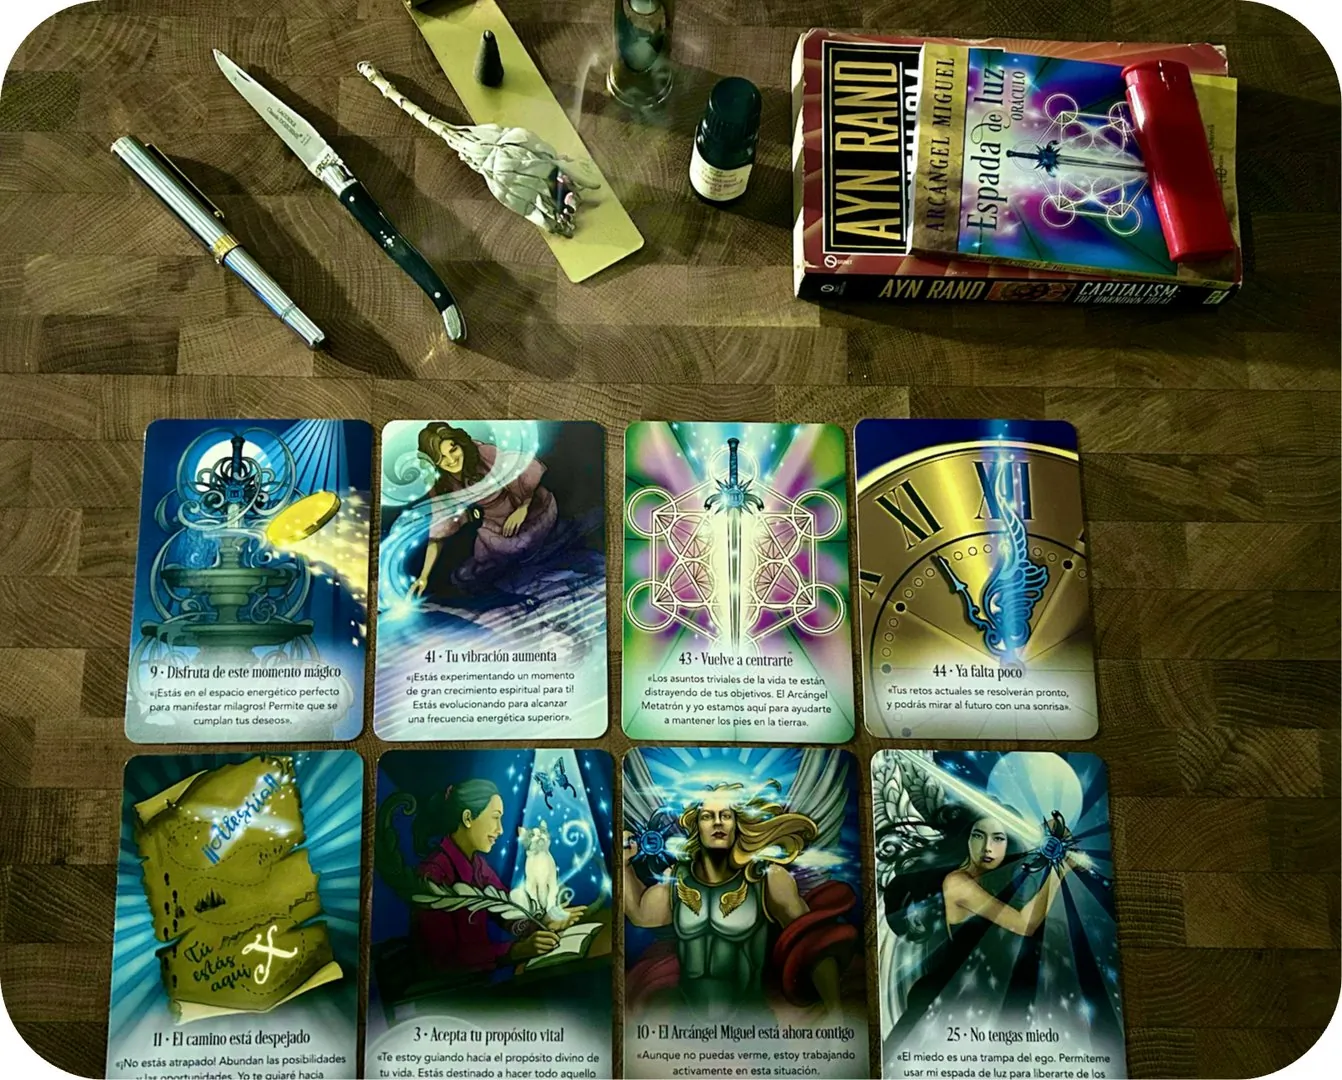 LAGUIOLE
AYN RAND
ARCÁNGEL MIGUEL
Espada de luz
ORÁCULO
SIGNET
AYN RAND
CAPITALISM:
THE UNKNOWN IDEAL
9 • Disfruta de este momento mágico
«¡Estás en el espacio energético perfecto
para manifestar milagros! Permite que se
cumplan tus deseos».
41 • Tu vibración aumenta
«¡Estás experimentando un momento
de gran crecimiento espiritual para ti!
Estás evolucionando para alcanzar
una frecuencia energética superior».
43 • Vuelve a centrarte
«Los asuntos triviales de la vida te están
distrayendo de tus objetivos. El Arcángel
Metatrón y yo estamos aquí para ayudarte
a mantener los pies en la tierra».
XI
XII
44 • Ya falta poco
«Tus retos actuales se resolverán pronto,
y podrás mirar al futuro con una sonrisa».
¡¡Alegría!!
Tú
estás
aquí
11 • El camino está despejado
«¡No estás atrapado! Abundan las posibilidades
y las oportunidades. Yo te guiaré hacia
3 • Acepta tu propósito vital
«Te estoy guiando hacia el propósito divino de
tu vida. Estás destinado a hacer todo aquello
10 • El Arcángel Miguel está ahora contigo
«Aunque no puedas verme, estoy trabajando
activamente en esta situación.
25 • No tengas miedo
«El miedo es una trampa del ego. Permíteme
usar mi espada de luz para liberarte de los